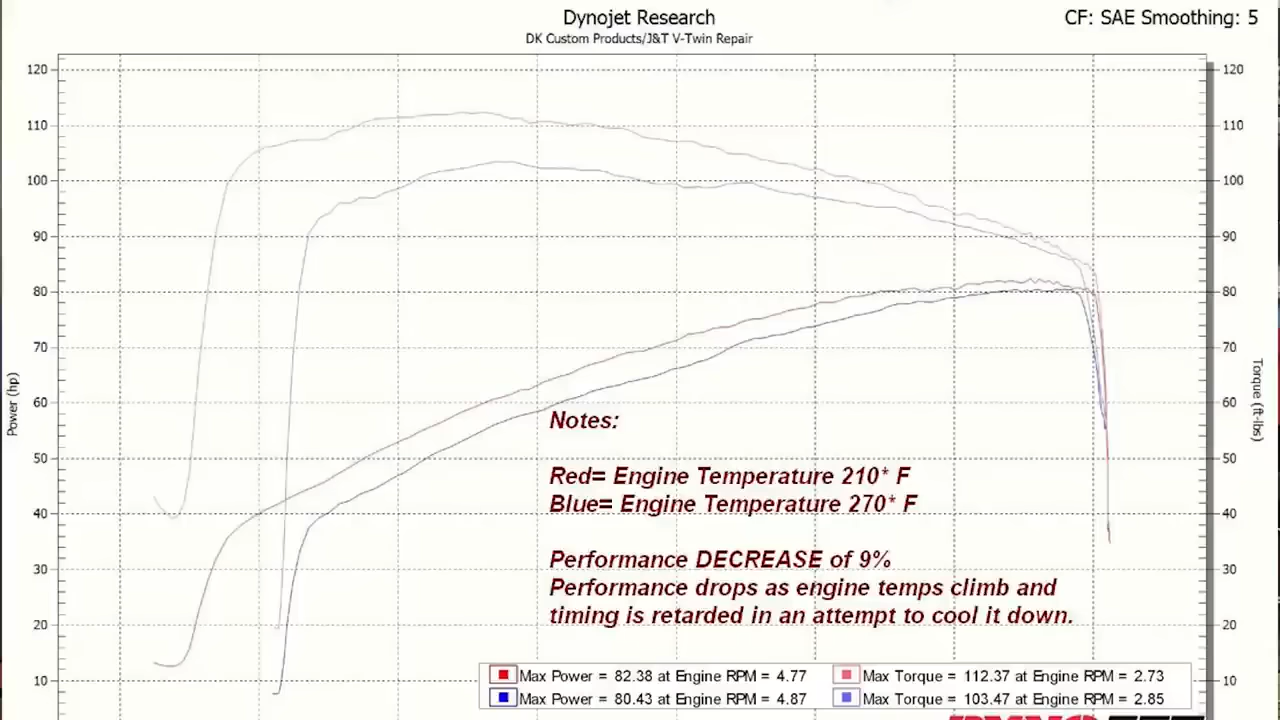 Dynojet Research
CF: SAE Smoothing: 5
DK Custom Products/J&T V-Twin Repair
120
110
100
90
80
70
60
50
40
30
20
10
Power (hp)
120
110
100
90
80
70
60
50
40
30
20
10
Torque (ft-lbs)
Notes:
Red= Engine Temperature 210* F
Blue= Engine Temperature 270* F
Performance DECREASE of 9%
Performance drops as engine temps climb and
timing is retarded in an attempt to cool it down.
Max Power = 82.38 at Engine RPM = 4.77
Max Torque = 112.37 at Engine RPM = 2.73
Max Power = 80.43 at Engine RPM = 4.87
Max Torque = 103.47 at Engine RPM = 2.85